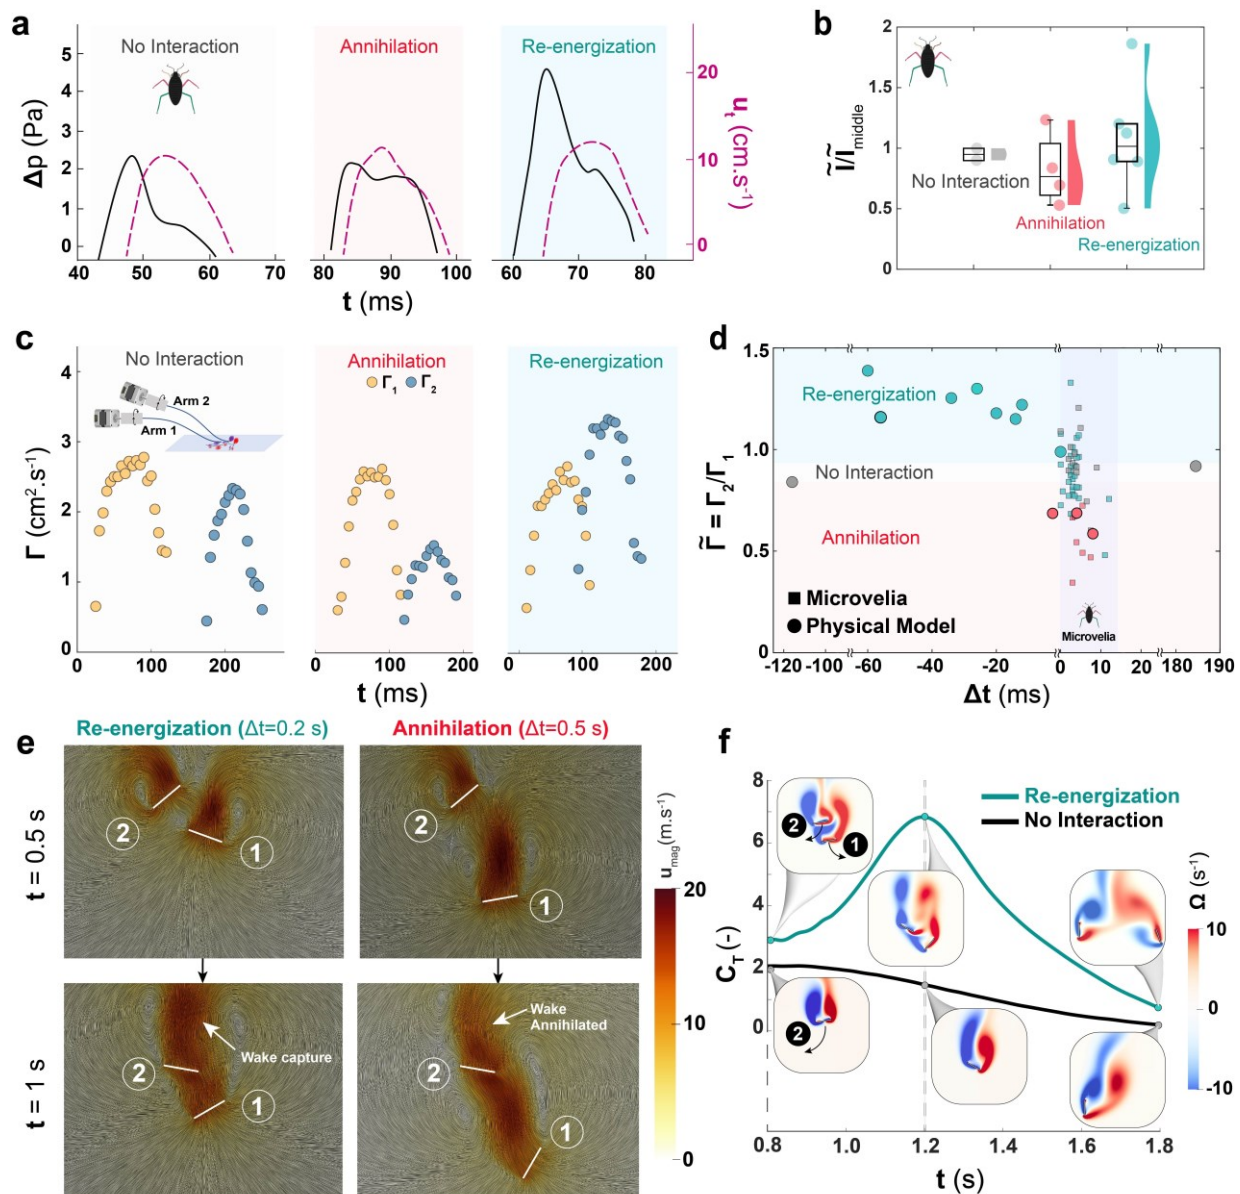 a
No Interaction
Annihilation
Re-energization
Δp (Pa)
5
4
3
2
1
0
20
10
0
u_t (cm.s⁻¹)
40 50 60 70
80 90 100
60 70 80
t (ms)
b
Ĩ/Ĩ_middle
2
1.5
1
0.5
0
No Interaction
Annihilation
Re-energization
c
No Interaction
Annihilation
Re-energization
Γ₁ Γ₂
Arm 2
Arm 1
Γ (cm².s⁻¹)
4
3
2
1
0
0 100 200
0 100 200
0 100 200
t (ms)
d
Γ̃ = Γ₂/Γ₁
1.5
1.0
0.5
0
Re-energization
No Interaction
Annihilation
Microvelia
Physical Model
Microvelia
-120 -100 -60 -40 -20 0 10 20 180 190
Δt (ms)
e
Re-energization (Δt=0.2 s)
Annihilation (Δt=0.5 s)
t = 0.5 s
2
1
2
1
t = 1 s
Wake capture
2
1
Wake
Annihilated
2
1
u_mag(m.s⁻¹)
20
10
0
f
Re-energization
No Interaction
C_T (-)
8
6
4
2
0
2
1
2
Ω (s⁻¹)
10
0
-10
0.8 1.0 1.2 1.4 1.6 1.8
t (s)